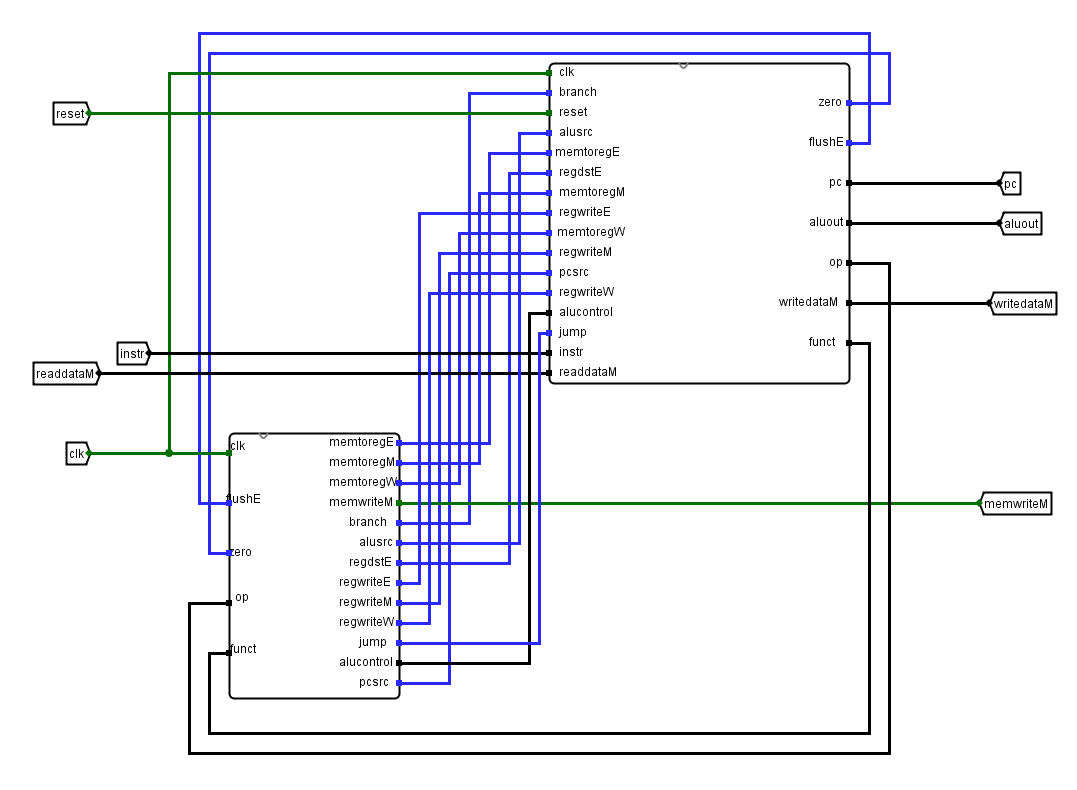 clk
branch
reset
alusrc
memtoregE
regdstE
memtoregM
regwriteE
memtoregW
regwriteM
pcsrc
regwriteW
alucontrol
jump
instr
readdataM
zero
flushE
pc
aluout
op
writedataM
funct
reset
instr
readdataM
clk
pc
aluout
writedataM
memwriteM
clk
flushE
zero
op
funct
memtoregE
memtoregM
memtoregW
memwriteM
branch
alusrc
regdstE
regwriteE
regwriteM
regwriteW
jump
alucontrol
pcsrc